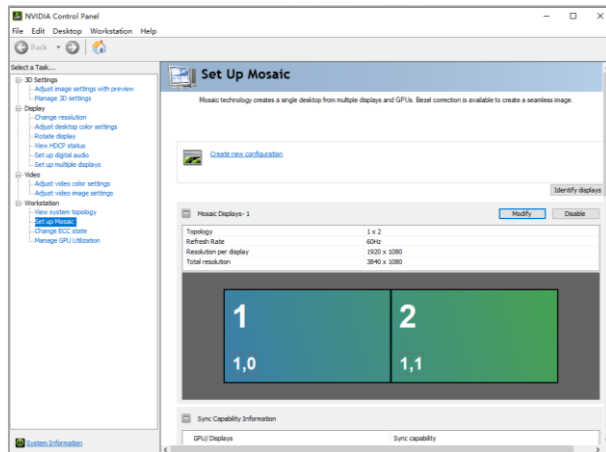 NVIDIA Control Panel
File Edit Desktop Workstation Help
Back
Select a Task...
3D Settings
Adjust image settings with preview
Manage 3D settings
Display
Change resolution
Adjust desktop color settings
Rotate display
View HDCP status
Set up digital audio
Set up multiple displays
Video
Adjust video color settings
Adjust video image settings
Workstation
View system topology
Set up Mosaic
Change ECC state
Manage GPU Utilization
System Information
Set Up Mosaic
Mosaic technology creates a single desktop from multiple displays and GPUs. Bezel correction is available to create a seamless image.
Create new configuration
Identify displays
Mosaic Displays- 1 Modify Disable
Topology 1 x 2
Refresh Rate 60Hz
Resolution per display 1920 x 1080
Total resolution 3840 x 1080
1 2
1,0 1,1
Sync Capability Information
GPU/Displays Sync capability